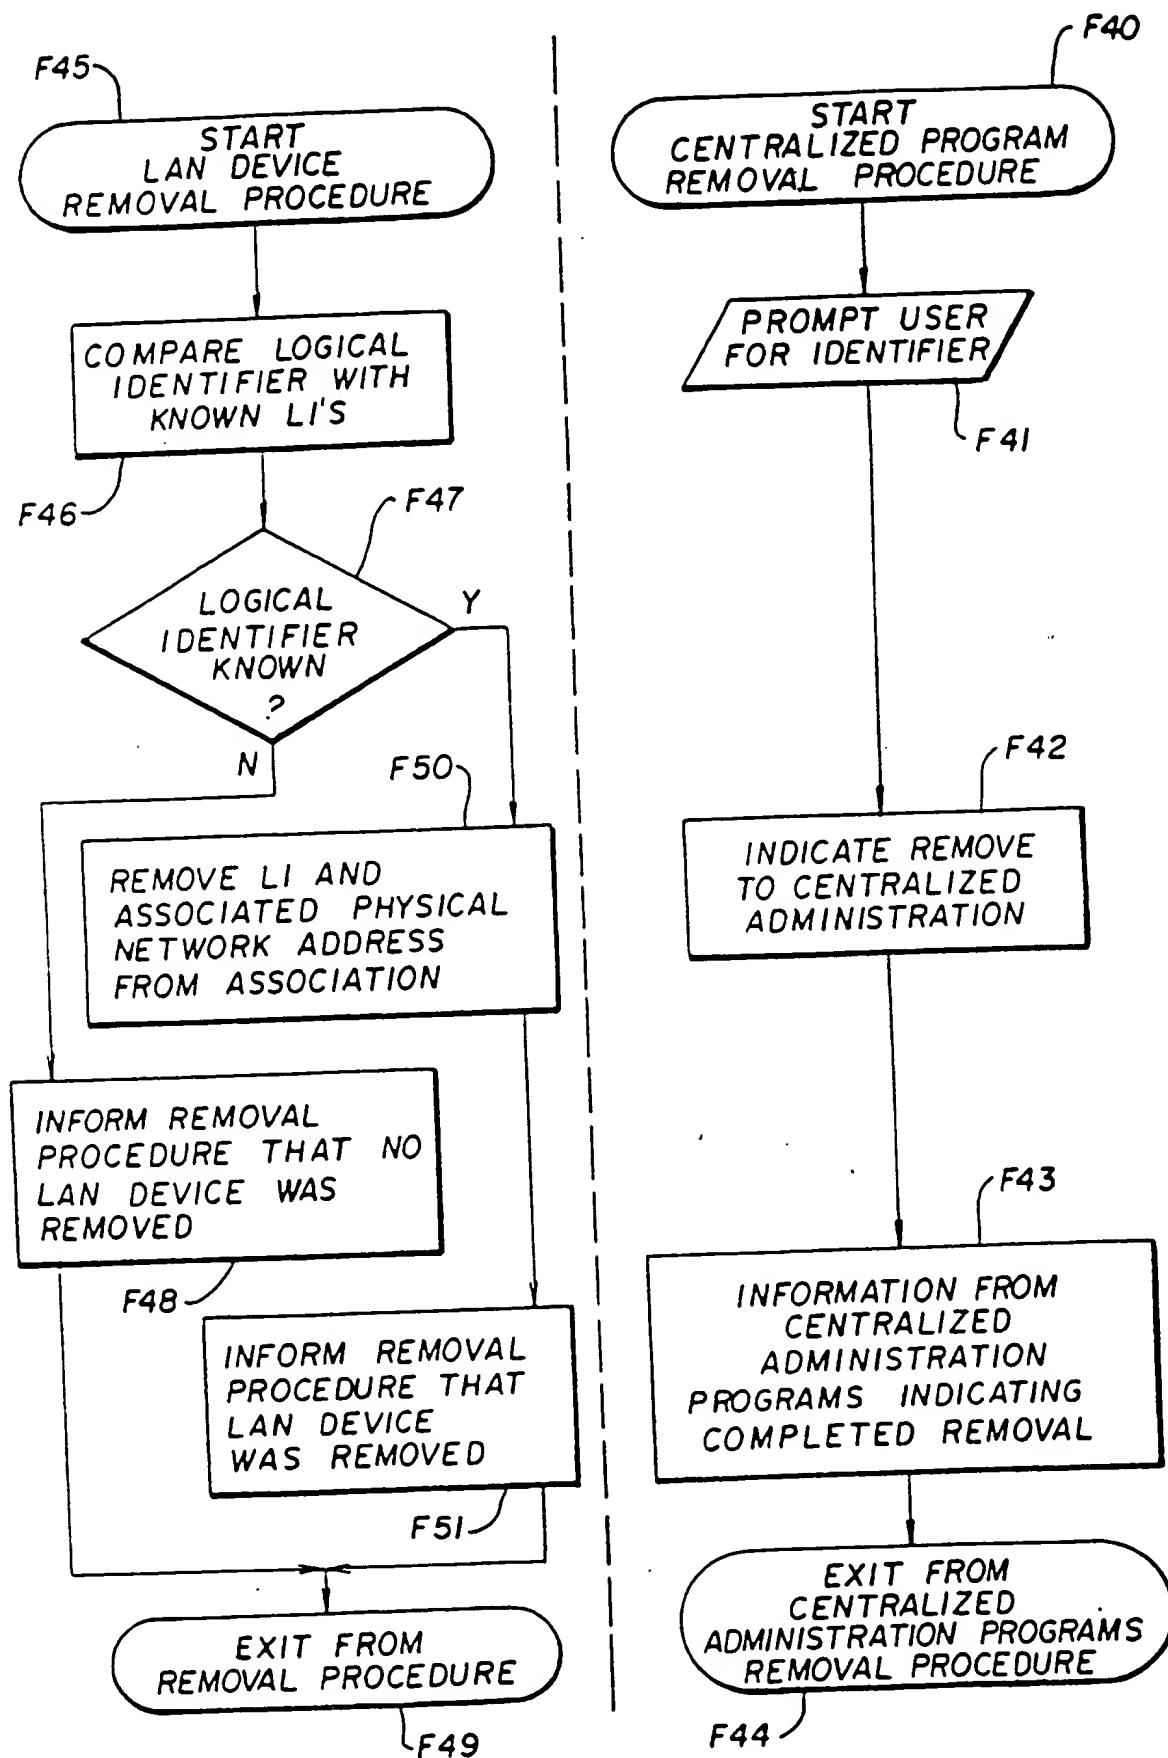 F45
START
LAN DEVICE
REMOVAL PROCEDURE
COMPARE LOGICAL
IDENTIFIER WITH
KNOWN LI'S
F46
F47
LOGICAL
IDENTIFIER
KNOWN
?
Y
N
F50
REMOVE LI AND
ASSOCIATED PHYSICAL
NETWORK ADDRESS
FROM ASSOCIATION
INFORM REMOVAL
PROCEDURE THAT NO
LAN DEVICE WAS
REMOVED
F48
INFORM REMOVAL
PROCEDURE THAT
LAN DEVICE
WAS REMOVED
F51
EXIT FROM
REMOVAL PROCEDURE
F49
F40
START
CENTRALIZED PROGRAM
REMOVAL PROCEDURE
PROMPT USER
FOR IDENTIFIER
F41
F42
INDICATE REMOVE
TO CENTRALIZED
ADMINISTRATION
F43
INFORMATION FROM
CENTRALIZED
ADMINISTRATION
PROGRAMS INDICATING
COMPLETED REMOVAL
EXIT FROM
CENTRALIZED
ADMINISTRATION PROGRAMS
REMOVAL PROCEDURE
F44